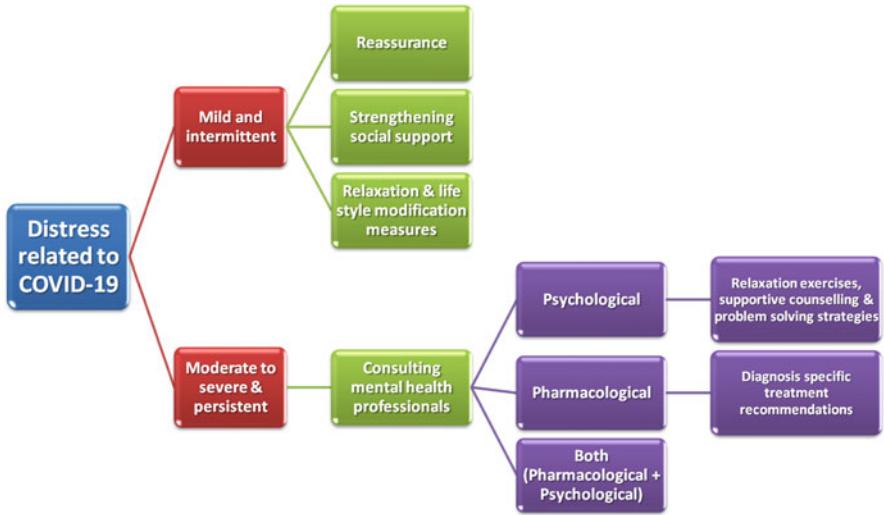 Distress
related to
COVID-19
Mild and
intermittent
Reassurance
Strengthening
social support
Relaxation & life
style modification
measures
Moderate to
severe &
persistent
Consulting
mental health
professionals
Psychological
Relaxation exercises,
supportive counselling &
problem solving strategies
Pharmacological
Diagnosis specific
treatment
recommendations
Both
(Pharmacological +
Psychological)